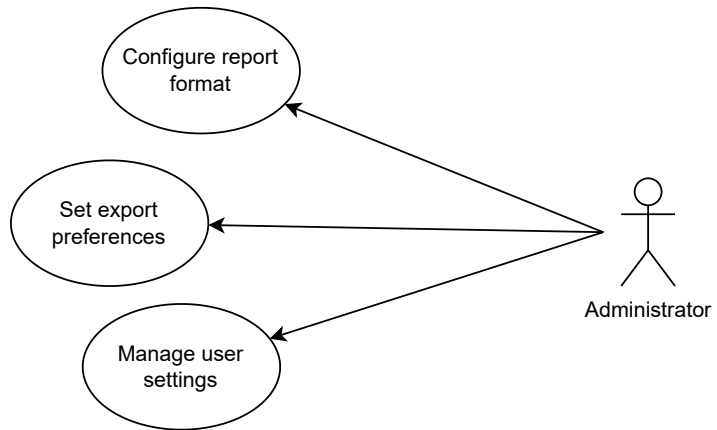 Configure report
format
Set export
preferences
Administrator
Manage user
settings